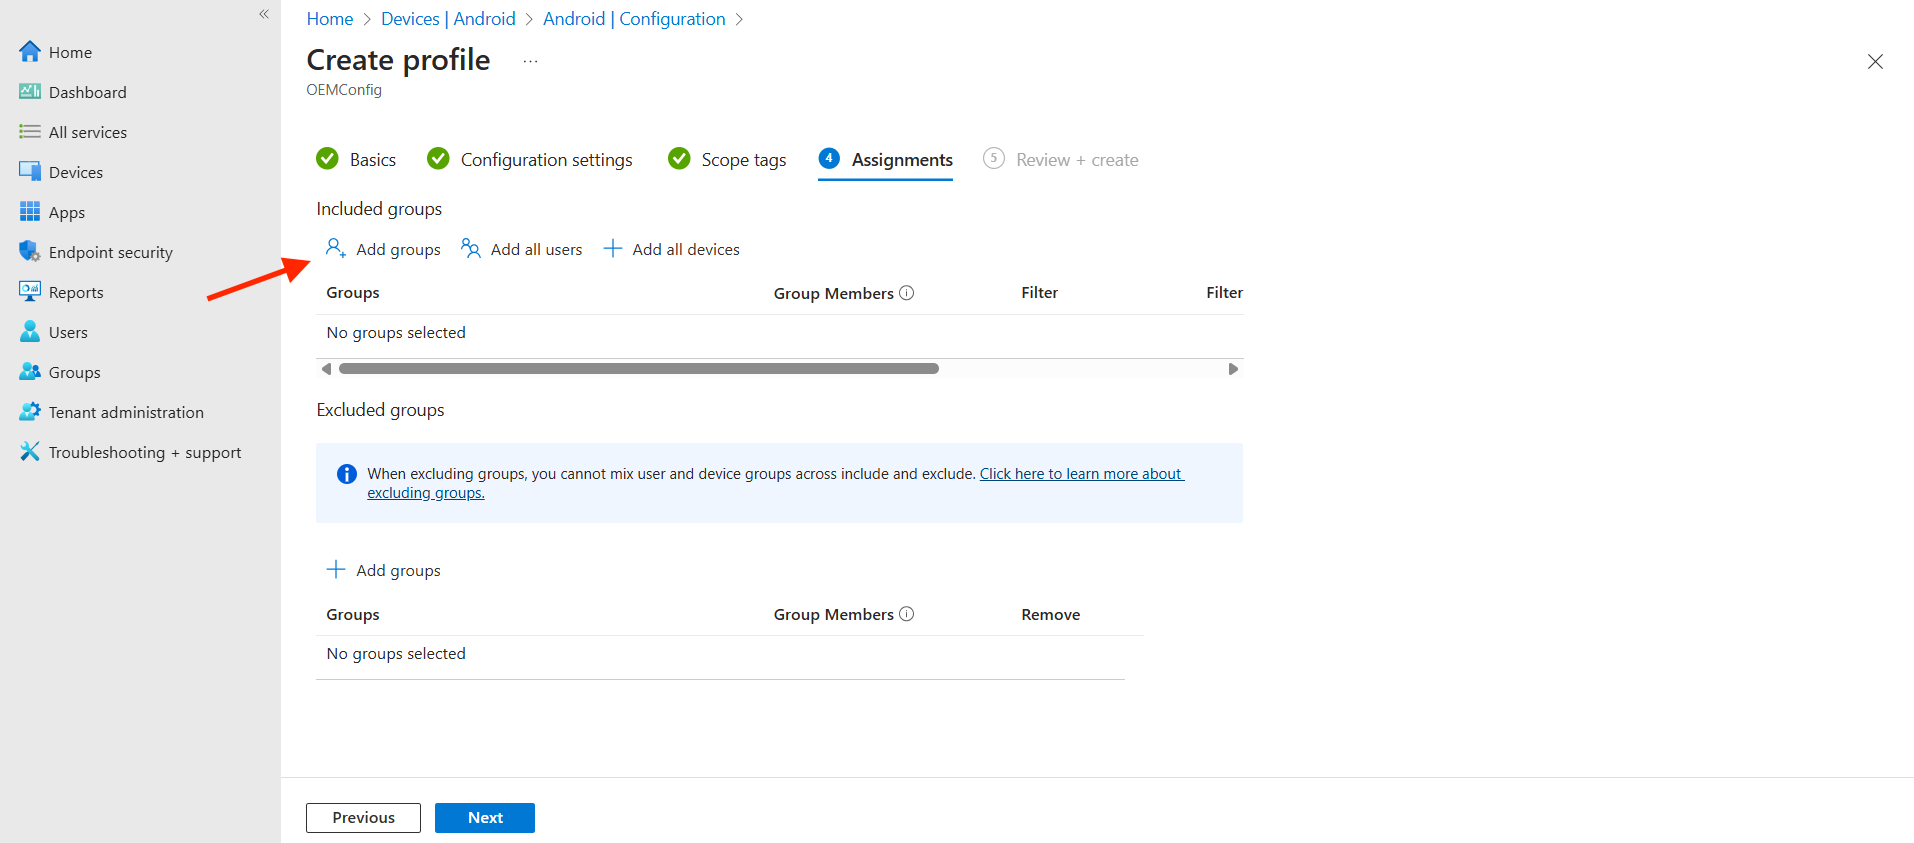 Home
Dashboard
All services
Devices
Apps
Endpoint security
Reports
Users
Groups
Tenant administration
Troubleshooting + support
Home > Devices | Android > Android | Configuration >
Create profile ...
OEMConfig
Basics Configuration settings Scope tags 4 Assignments 5 Review + create
Included groups
Add groups Add all users Add all devices
Groups Group Members Filter Filter
No groups selected
Excluded groups
When excluding groups, you cannot mix user and device groups across include and exclude. Click here to learn more about
excluding groups.
Add groups
Groups Group Members Remove
No groups selected
Previous Next